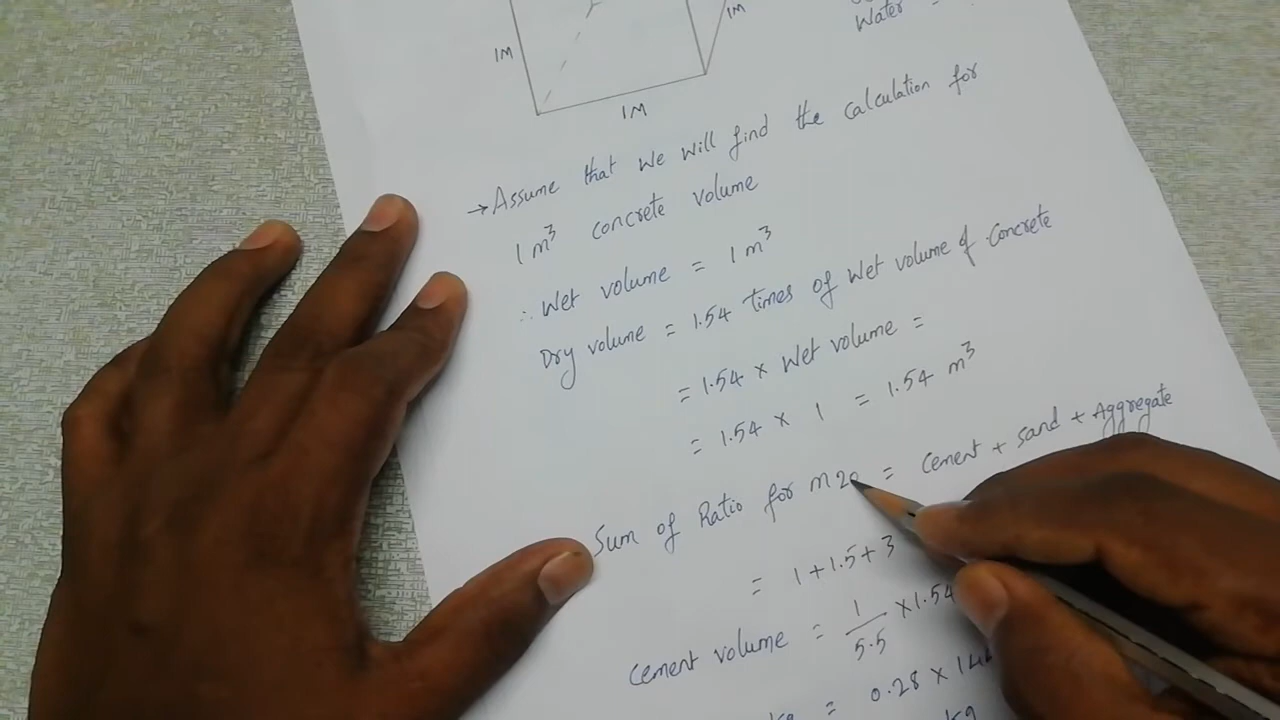 1M
1M
Water =
1M
→ Assume that we will find the calculation for
1 m³ concrete volume
∴ Wet volume = 1 m³
Dry volume = 1.54 times of Wet volume of Concrete
= 1.54 × Wet volume =
= 1.54 × 1 = 1.54 m³
Sum of Ratio for M20 = Cement + Sand + Aggregate
= 1 + 1.5 + 3
Cement volume = 1/5.5 × 1.54
kg = 0.28 × 144
kg